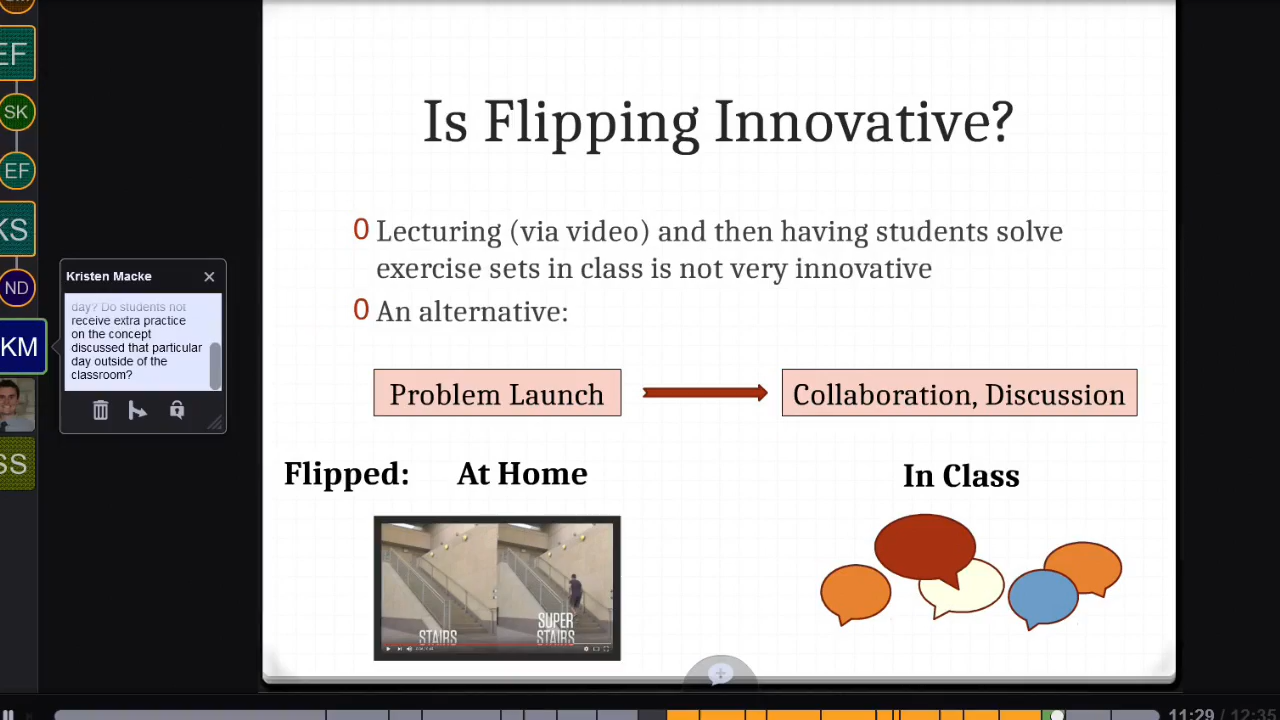 Is Flipping Innovative?
EF
SK
EF
KS
ND
KM
SS
Kristen Macke
day? Do students not
receive extra practice
on the concept
discussed that particular
day outside of the
classroom?
Lecturing (via video) and then having students solve
exercise sets in class is not very innovative
An alternative:
Problem Launch
Collaboration, Discussion
Flipped: At Home
In Class
STAIRS
SUPER
STAIRS
11:29 / 12:35